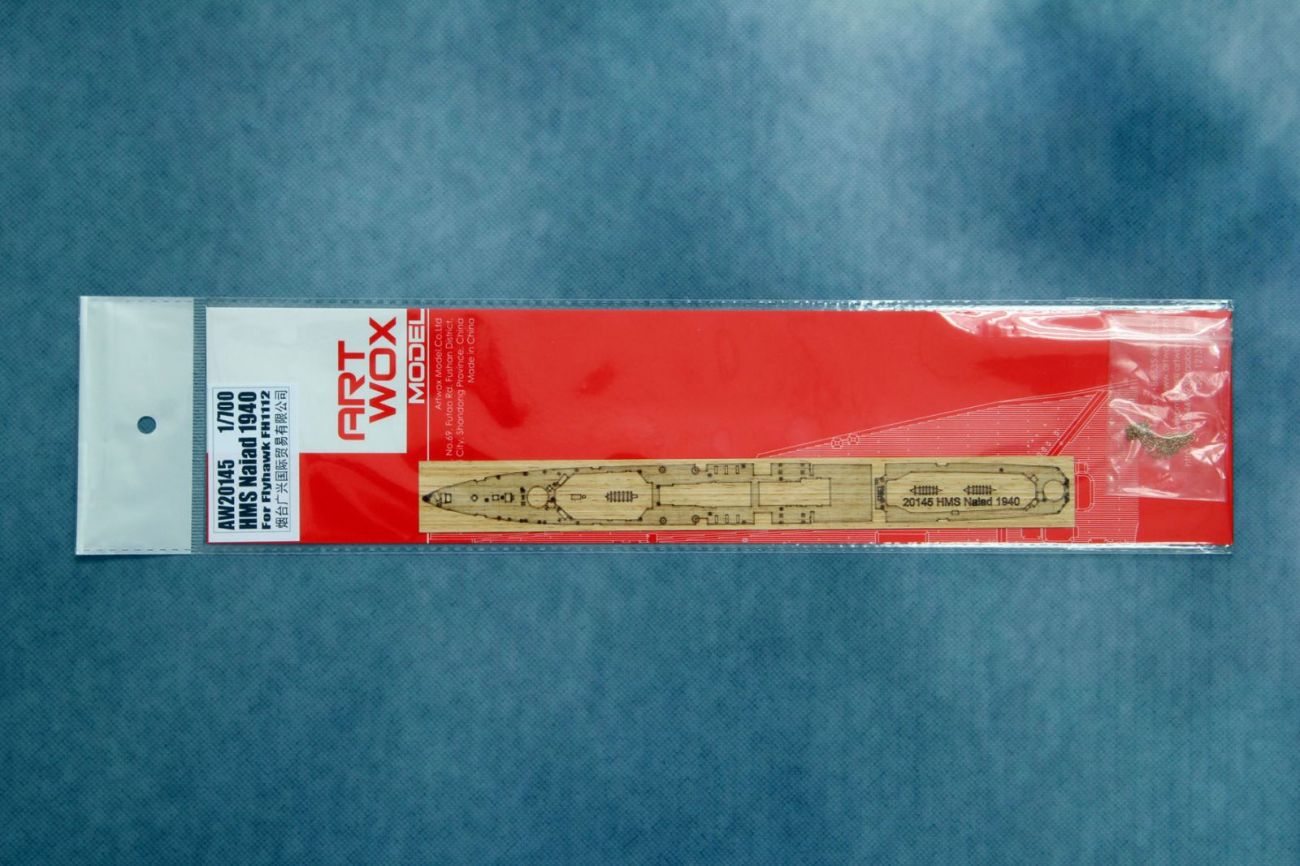 AW20145 1/700
HMS Naiad 1940
For Flyhawk FH1112
烟台广兴国际贸易有限公司
ART
WOX
MODEL
Artwox Model.Co.Ltd
No.69, Futao Rd, Fushan District,
City, Shandong Province, China
Made in China
20145 HMS Naiad 1940